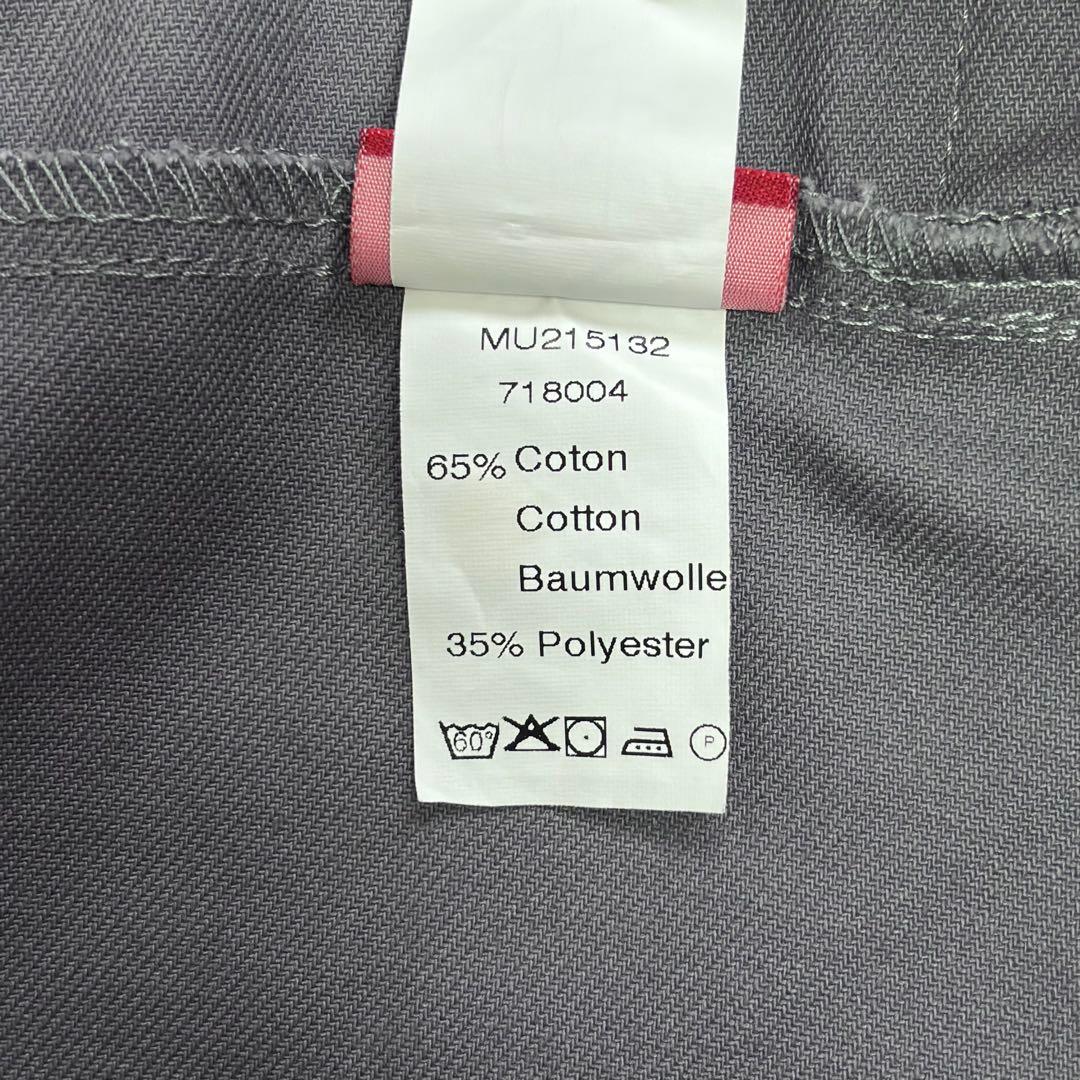 MU215132
718004
65% Coton
Cotton
Baumwolle
35% Polyester
60° P